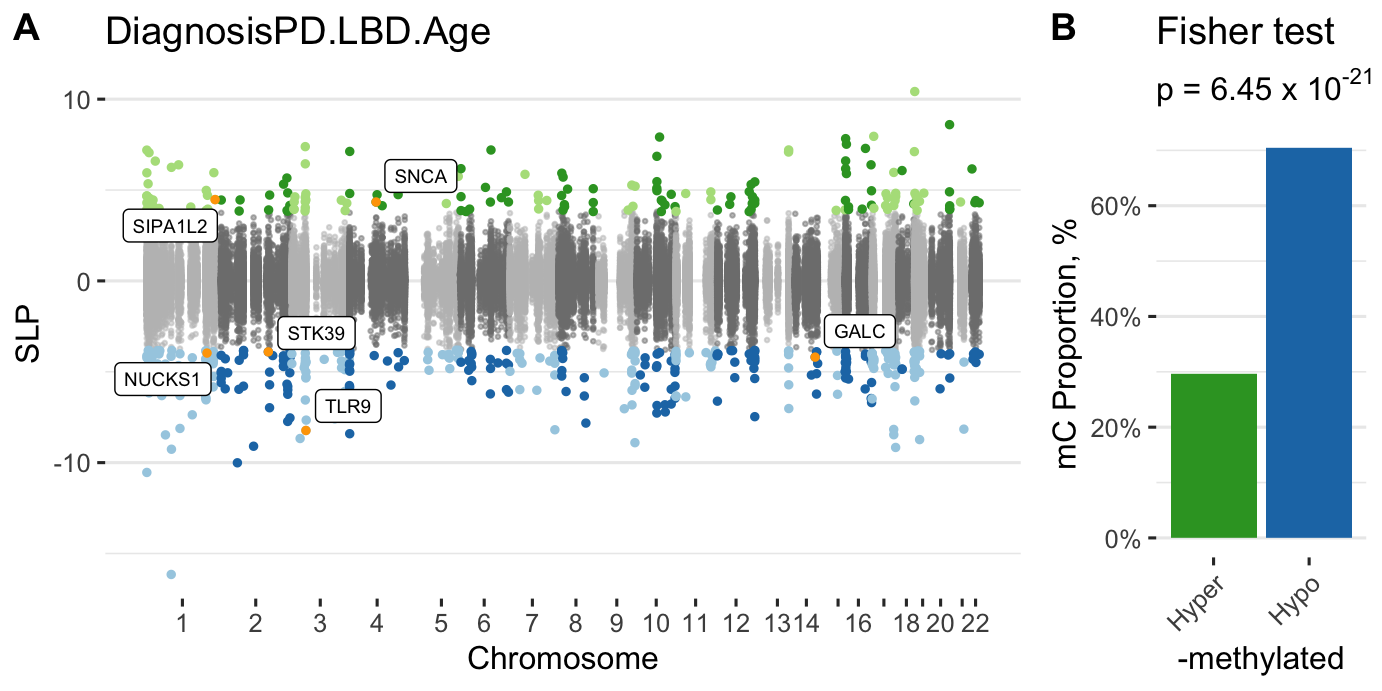 A
DiagnosisPD.LBD.Age
SLP
10
0
-10
SNCA
SIPA1L2
STK39
GALC
NUCKS1
TLR9
1 2 3 4 5 6 7 8 9 10 11 12 13 14 16 18 20 22
Chromosome
B
Fisher test
p = 6.45 x 10⁻²¹
mC Proportion, %
60%
40%
20%
0%
Hyper
Hypo
-methylated